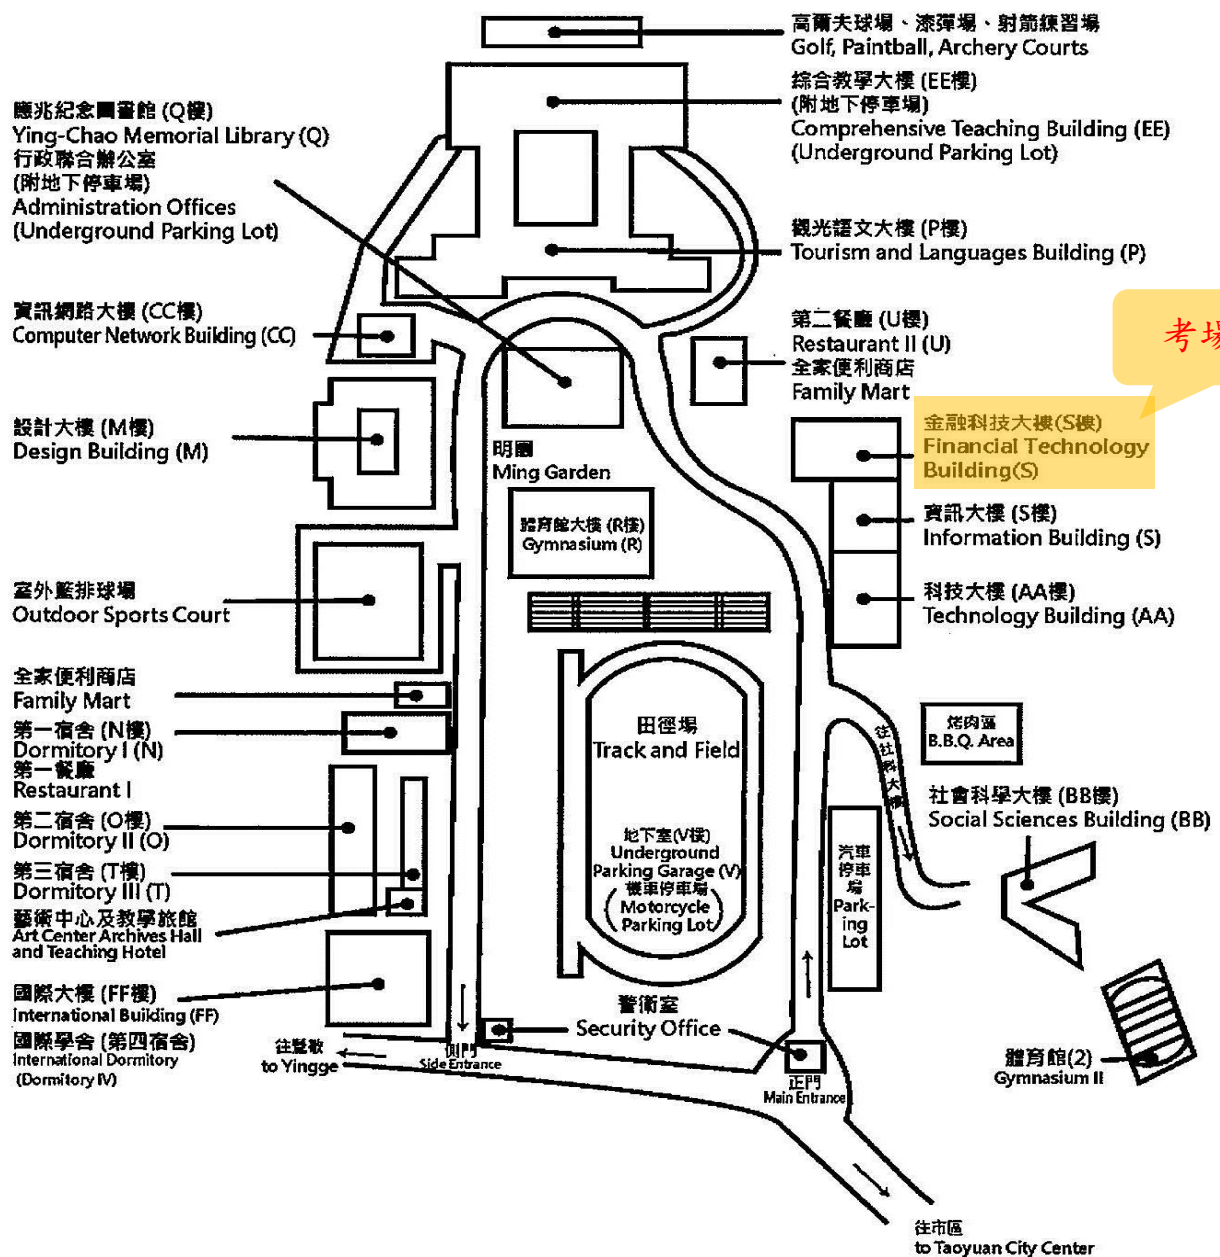 高爾夫球場、漆彈場、射箭練習場
Golf, Paintball, Archery Courts
綜合教學大樓 (EE樓)
(附地下停車場)
Comprehensive Teaching Building (EE)
(Underground Parking Lot)
應兆紀念圖書館 (Q樓)
Ying-Chao Memorial Library (Q)
行政聯合辦公室
(附地下停車場)
Administration Offices
(Underground Parking Lot)
觀光語文大樓 (P樓)
Tourism and Languages Building (P)
資訊網路大樓 (CC樓)
Computer Network Building (CC)
第二餐廳 (U樓)
Restaurant II (U)
全家便利商店
Family Mart
考場
設計大樓 (M樓)
Design Building (M)
明園
Ming Garden
金融科技大樓(S樓)
Financial Technology
Building(S)
體育館大樓 (R樓)
Gymnasium (R)
資訊大樓 (S樓)
Information Building (S)
室外籃排球場
Outdoor Sports Court
科技大樓 (AA樓)
Technology Building (AA)
全家便利商店
Family Mart
第一宿舍 (N樓)
Dormitory I (N)
第一餐廳
Restaurant I
田徑場
Track and Field
往社科大樓
烤肉區
B.B.Q. Area
第二宿舍 (O樓)
Dormitory II (O)
第三宿舍 (T樓)
Dormitory III (T)
藝術中心及教學旅館
Art Center Archives Hall
and Teaching Hotel
地下室(V樓)
Underground
Parking Garage (V)
機車停車場
(Motorcycle
Parking Lot)
汽車
停車
場
Park-
ing
Lot
社會科學大樓 (BB樓)
Social Sciences Building (BB)
國際大樓 (FF樓)
International Building (FF)
國際學舍 (第四宿舍)
International Dormitory
(Dormitory IV)
警衛室
Security Office
往鶯歌
to Yingge
側門
Side Entrance
正門
Main Entrance
體育館(2)
Gymnasium II
往市區
to Taoyuan City Center